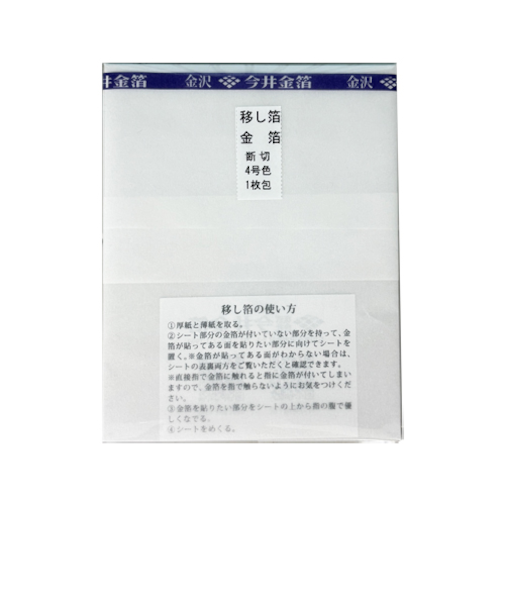 井金箔 金沢 今井金箔 金沢
移し箔
金 箔
断切
4号色
1枚包
移し箔の使い方
①厚紙と薄紙を取る。
②シート部分の金箔が付いていない部分を持って、金
箔が貼ってある面を貼りたい部分に向けてシートを
置く。※金箔が貼ってある面がわからない場合は、
シートの表裏両方をご覧いただくと確認できます。
※直接指で金箔に触れると指に金箔が付いてしまい
ますので、金箔を指で触らないようにお気をつけくだ
さい。
③金箔を貼りたい部分をシートの上から指の腹で優
しくなでる。
④シートをめくる。